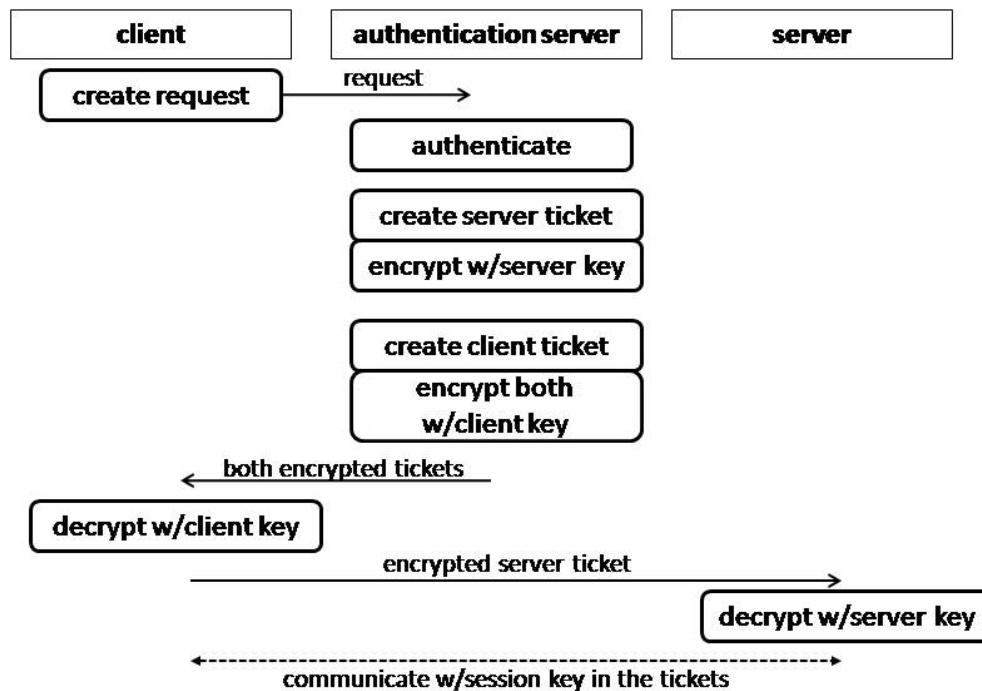 client
authentication server
server
create request
request
authenticate
create server ticket
encrypt w/server key
create client ticket
encrypt both
w/client key
both encrypted tickets
decrypt w/client key
encrypted server ticket
decrypt w/server key
communicate w/session key in the tickets